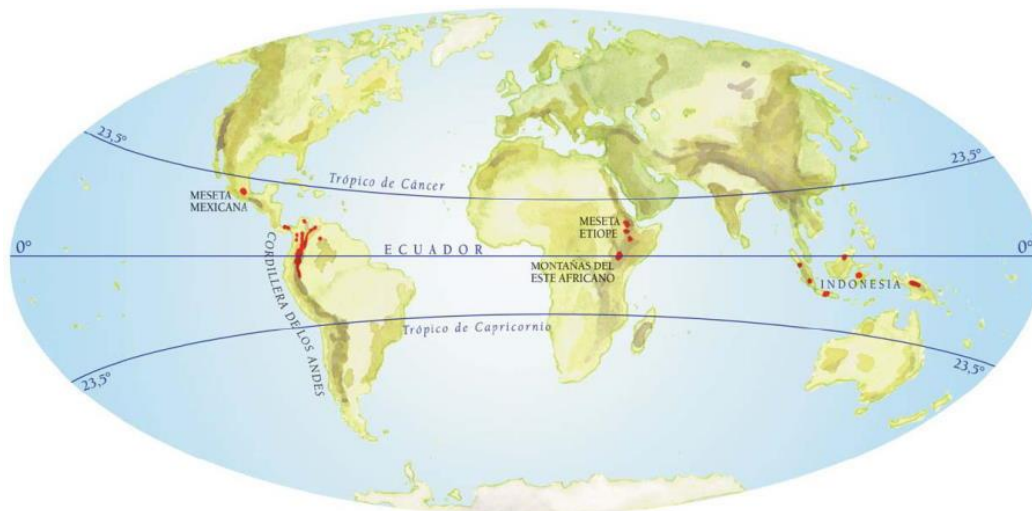 23,5°
23,5°
Trópico de Cáncer
MESETA
MEXICANA
MESETA
ETIOPE
0°
ECUADOR
0°
MONTAÑAS DEL
ESTE AFRICANO
INDONESIA
CORDILLERA DE LOS ANDES
Trópico de Capricornio
23,5°
23,5°